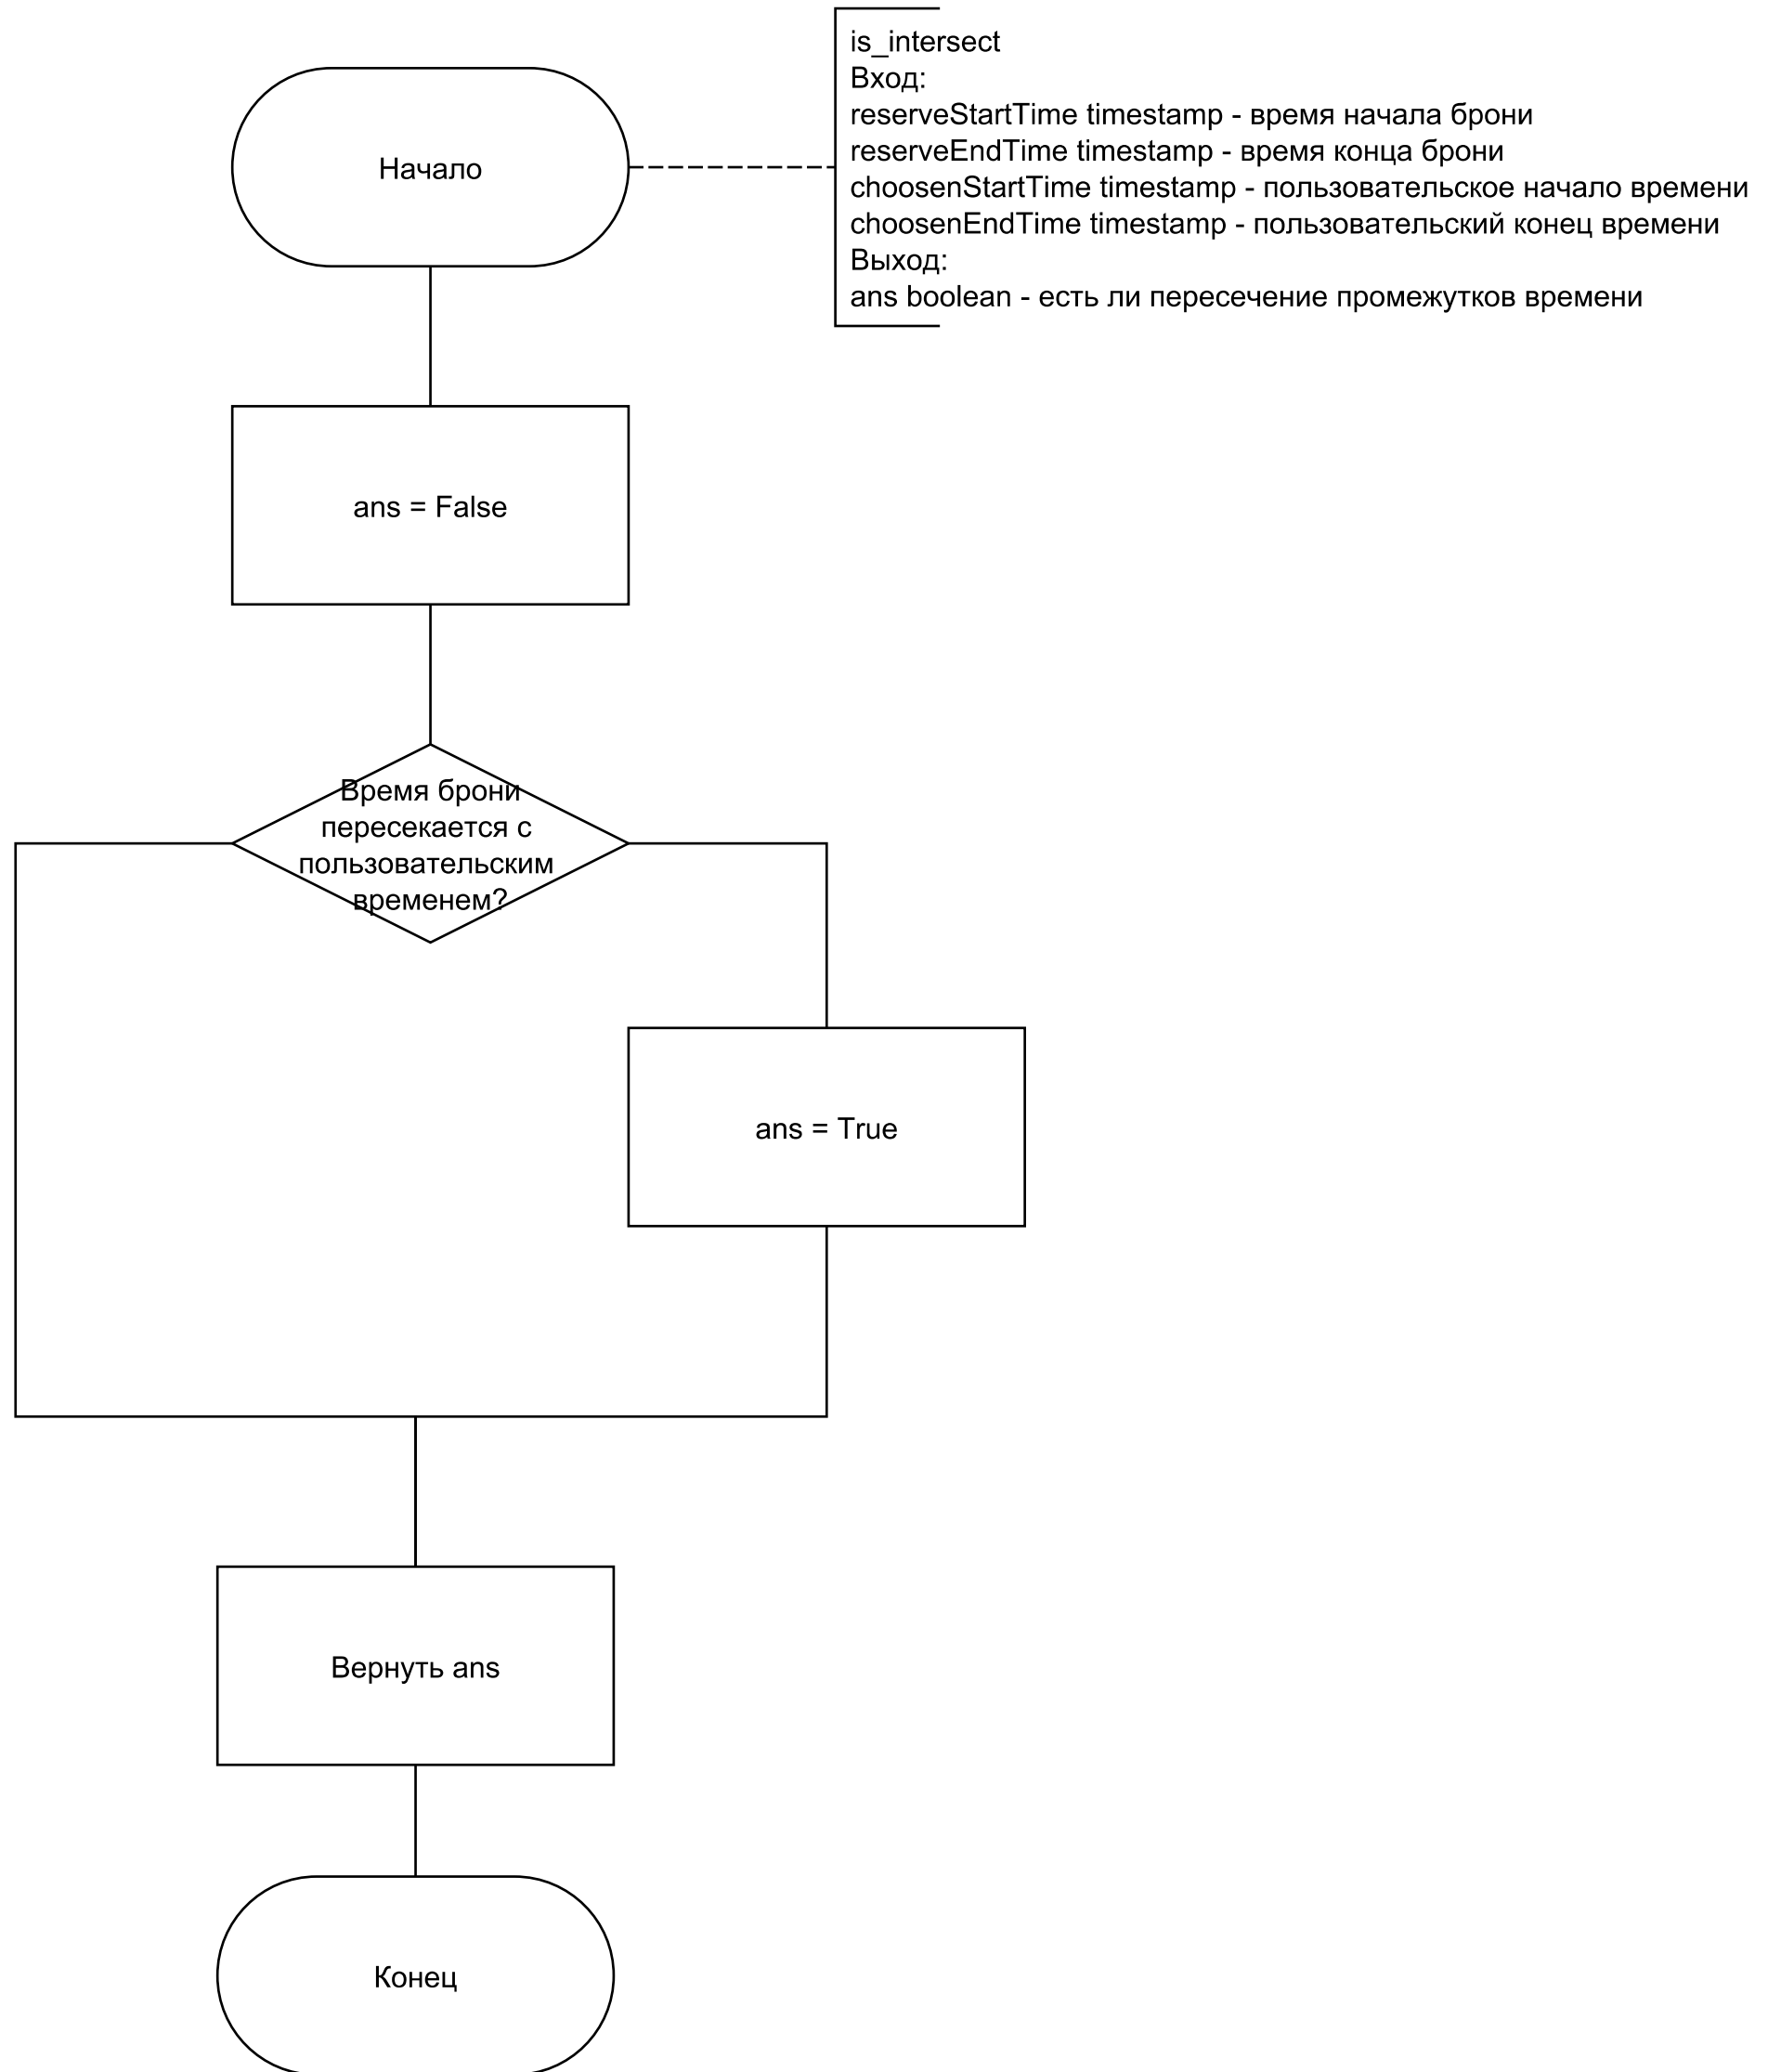 is_intersect
Вход:
reserveStartTime timestamp - время начала брони
reserveEndTime timestamp - время конца брони
choosenStartTime timestamp - пользовательское начало времени
choosenEndTime timestamp - пользовательский конец времени
Выход:
ans boolean - есть ли пересечение промежутков времени
Начало
ans = False
Время брони
пересекается с
пользовательским
временем?
ans = True
Вернуть ans
Конец